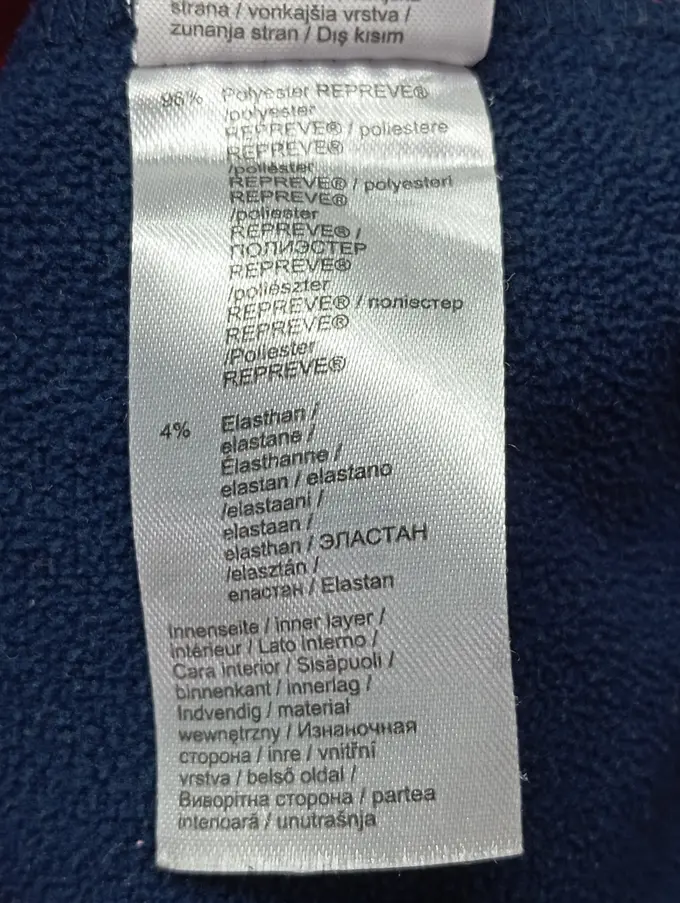 strana / vonkajšia vrstva /
zunanja stran / Dış kısım
96% Polyester REPREVE®
/polyester
REPREVE® / poliestere
REPREVE®
/poliéster
REPREVE® / polyesteri
REPREVE®
/poliester
REPREVE® /
ПОЛИЭСТЕР
REPREVE®
/poliészter
REPREVE® / поліестер
REPREVE®
/Poliester
REPREVE®
4% Elasthan /
elastane /
Élasthanne /
elastan / elastano
/elastaani /
elastaan /
elasthan / ЭЛАСТАН
/elasztán /
еластан / Elastan
Innenseite / inner layer /
intérieur / Lato interno /
Cara interior / Sisäpuoli /
binnenkant / innerlag /
Indvendig / materiał
wewnętrzny / Изнаночная
сторона / inre / vnitřní
vrstva / belső oldal /
Виворітна сторона / partea
interioară / unutrašnja